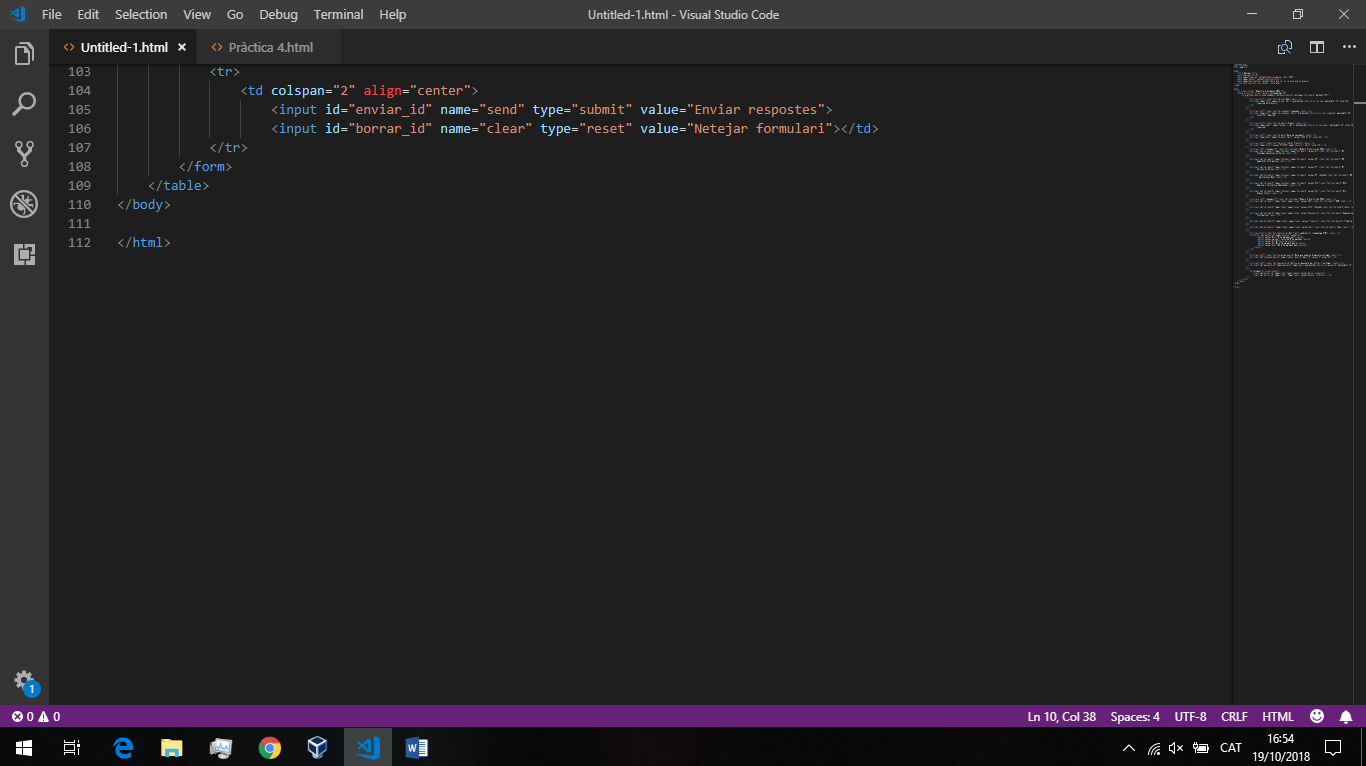 File Edit Selection View Go Debug Terminal Help
Untitled-1.html - Visual Studio Code
Untitled-1.html
Pràctica 4.html
103 <tr>
104 <td colspan="2" align="center">
105 <input id="enviar_id" name="send" type="submit" value="Enviar respostes">
106 <input id="borrar_id" name="clear" type="reset" value="Netejar formulari"></td>
107 </tr>
108 </form>
109 </table>
110 </body>
111
112 </html>
1
0 0
Ln 10, Col 38 Spaces: 4 UTF-8 CRLF HTML
CAT
16:54
19/10/2018